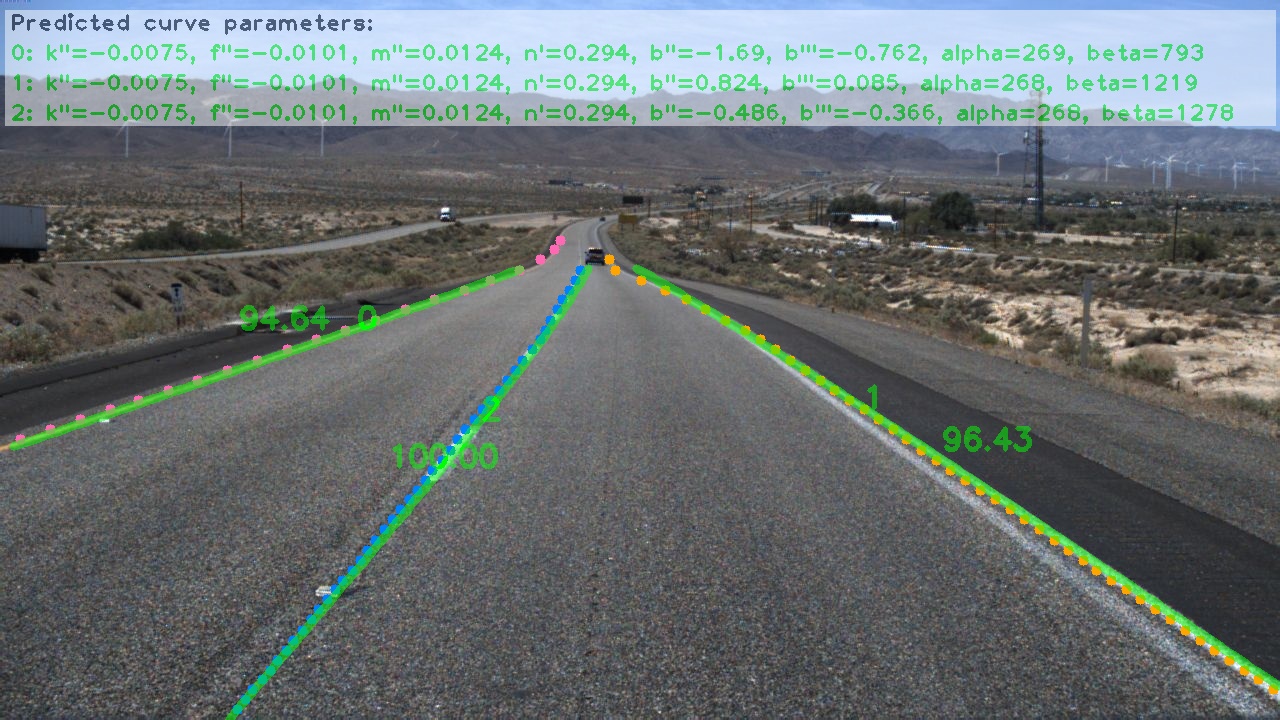 Predicted curve parameters:
0: k''=-0.0075, f''=-0.0101, m''=0.0124, n'=0.294, b''=-1.69, b'''=-0.762, alpha=269, beta=793
1: k''=-0.0075, f''=-0.0101, m''=0.0124, n'=0.294, b''=0.824, b'''=0.085, alpha=268, beta=1219
2: k''=-0.0075, f''=-0.0101, m''=0.0124, n'=0.294, b''=-0.486, b'''=-0.366, alpha=268, beta=1278
94.64 0
1
2
96.43
100.00